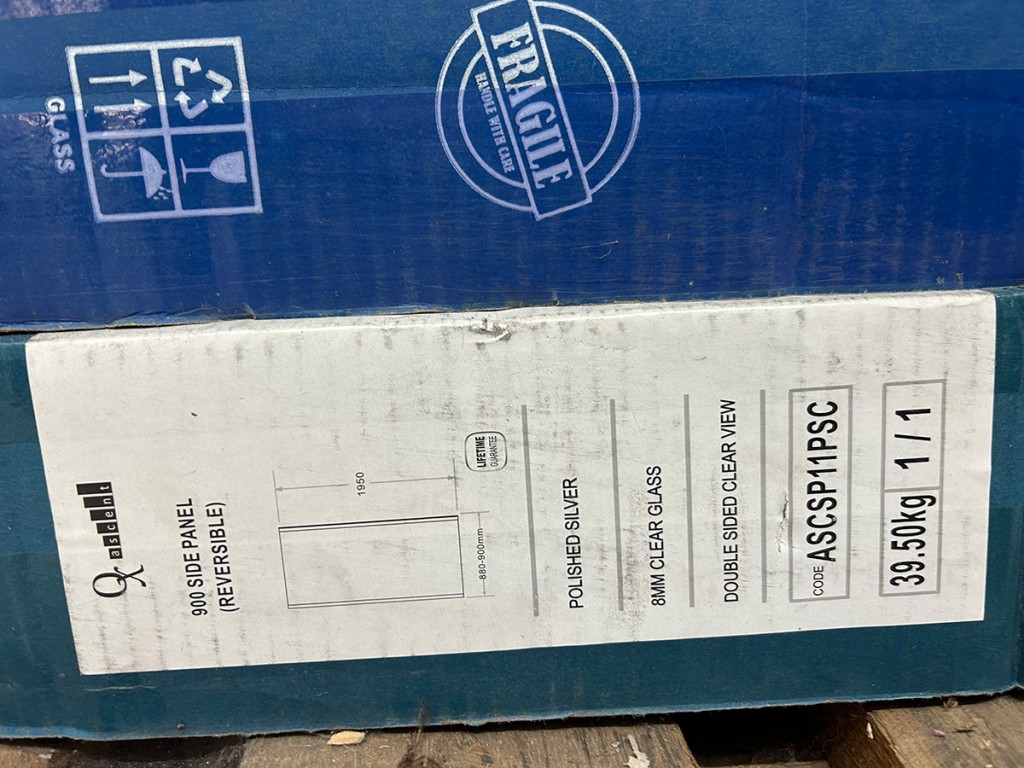 GLASS
FRAGILE
HANDLE WITH CARE
ascent
900 SIDE PANEL
(REVERSIBLE)
1950
880-900mm
LIFETIME
GUARANTEE
POLISHED SILVER
8MM CLEAR GLASS
DOUBLE SIDED CLEAR VIEW
CODE ASCSP11PSC
39.50kg 1 / 1